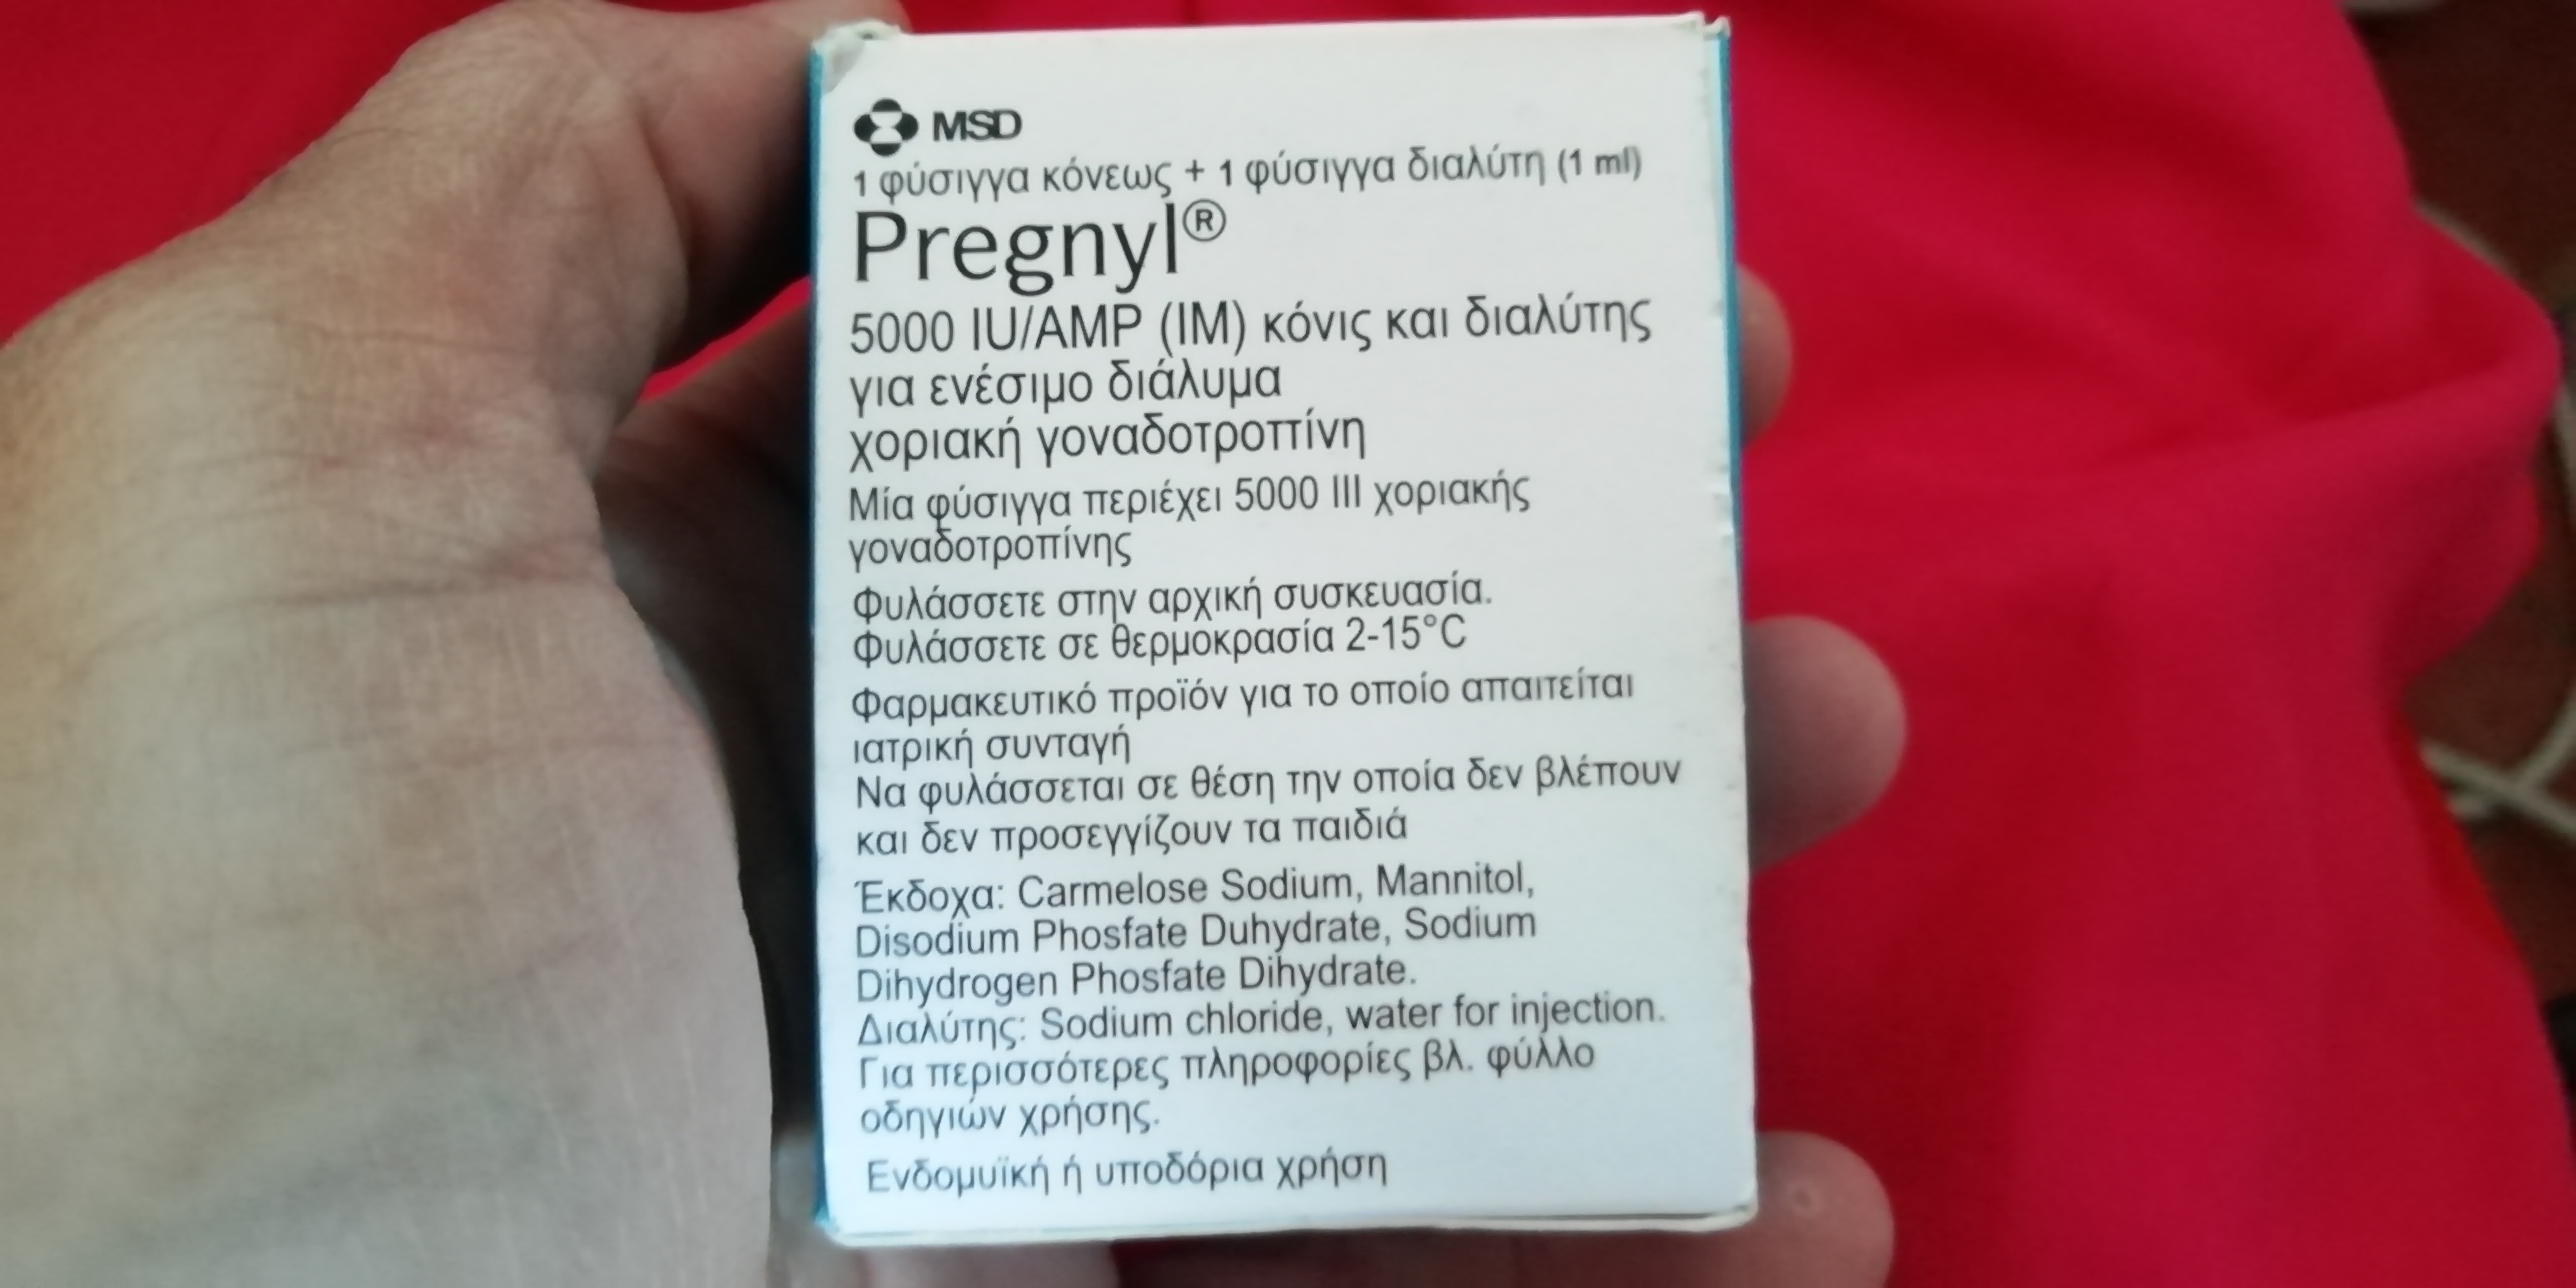 MSD
1 φύσιγγα κόνεως + 1 φύσιγγα διαλύτη (1 ml)
Pregnyl®
5000 IU/AMP (IM) κόνις και διαλύτης
για ενέσιμο διάλυμα
χοριακή γοναδοτροπίνη
Μία φύσιγγα περιέχει 5000 III χοριακής
γοναδοτροπίνης
Φυλάσσετε στην αρχική συσκευασία.
Φυλάσσετε σε θερμοκρασία 2-15°C
Φαρμακευτικό προϊόν για το οποίο απαιτείται
ιατρική συνταγή
Να φυλάσσεται σε θέση την οποία δεν βλέπουν
και δεν προσεγγίζουν τα παιδιά
Έκδοχα: Carmelose Sodium, Mannitol,
Disodium Phosfate Duhydrate, Sodium
Dihydrogen Phosfate Dihydrate.
Διαλύτης: Sodium chloride, water for injection.
Για περισσότερες πληροφορίες βλ. φύλλο
οδηγιών χρήσης.
Ενδομυϊκή ή υποδόρια χρήση